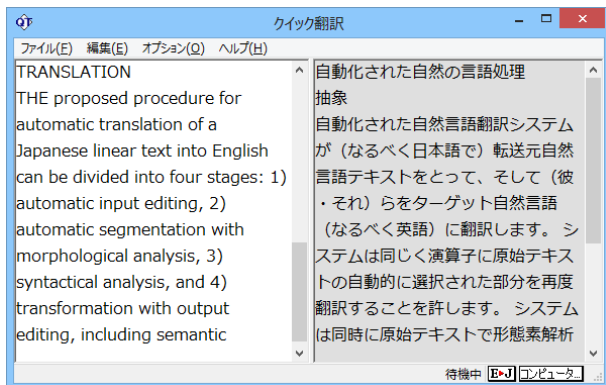 クイック翻訳
ファイル(F) 編集(E) オプション(O) ヘルプ(H)
TRANSLATION
THE proposed procedure for
automatic translation of a
Japanese linear text into English
can be divided into four stages: 1)
automatic input editing, 2)
automatic segmentation with
morphological analysis, 3)
syntactical analysis, and 4)
transformation with output
editing, including semantic
自動化された自然の言語処理
抽象
自動化された自然言語翻訳システム
が（なるべく日本語で）転送元自然
言語テキストをとって、そして（彼
・それ）らをターゲット自然言語
（なるべく英語）に翻訳します。 シ
ステムは同じく演算子に原始テキス
トの自動的に選択された部分を再度
翻訳することを許します。 システム
は同時に原始テキストで形態素解析
待機中 E▶J コンピュータ...